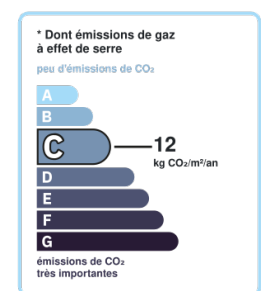 * Dont émissions de gaz
à effet de serre
peu d'émissions de CO₂
A
B
C 12
kg CO₂/m²/an
D
E
F
G
émissions de CO₂
très importantes